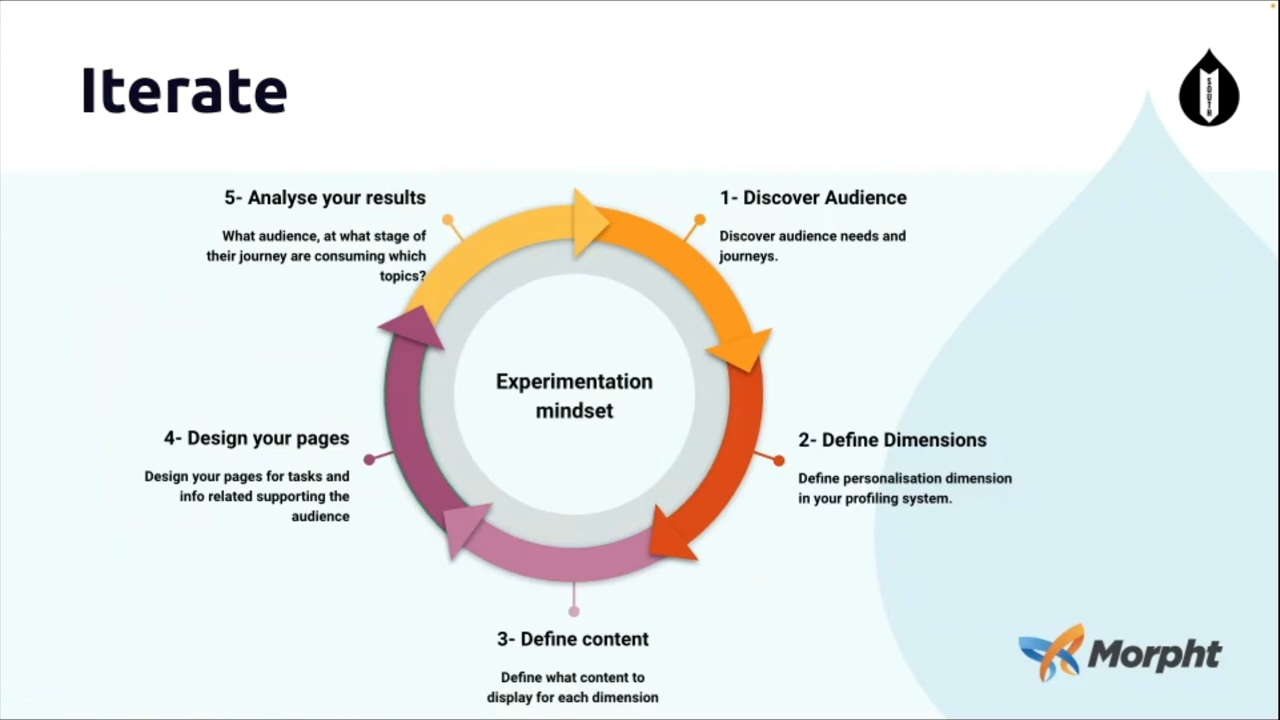 Iterate
SOUTH
5- Analyse your results
What audience, at what stage of
their journey are consuming which
topics?
1- Discover Audience
Discover audience needs and
journeys.
Experimentation
mindset
4- Design your pages
Design your pages for tasks and
info related supporting the
audience
2- Define Dimensions
Define personalisation dimension
in your profiling system.
3- Define content
Define what content to
display for each dimension
Morpht